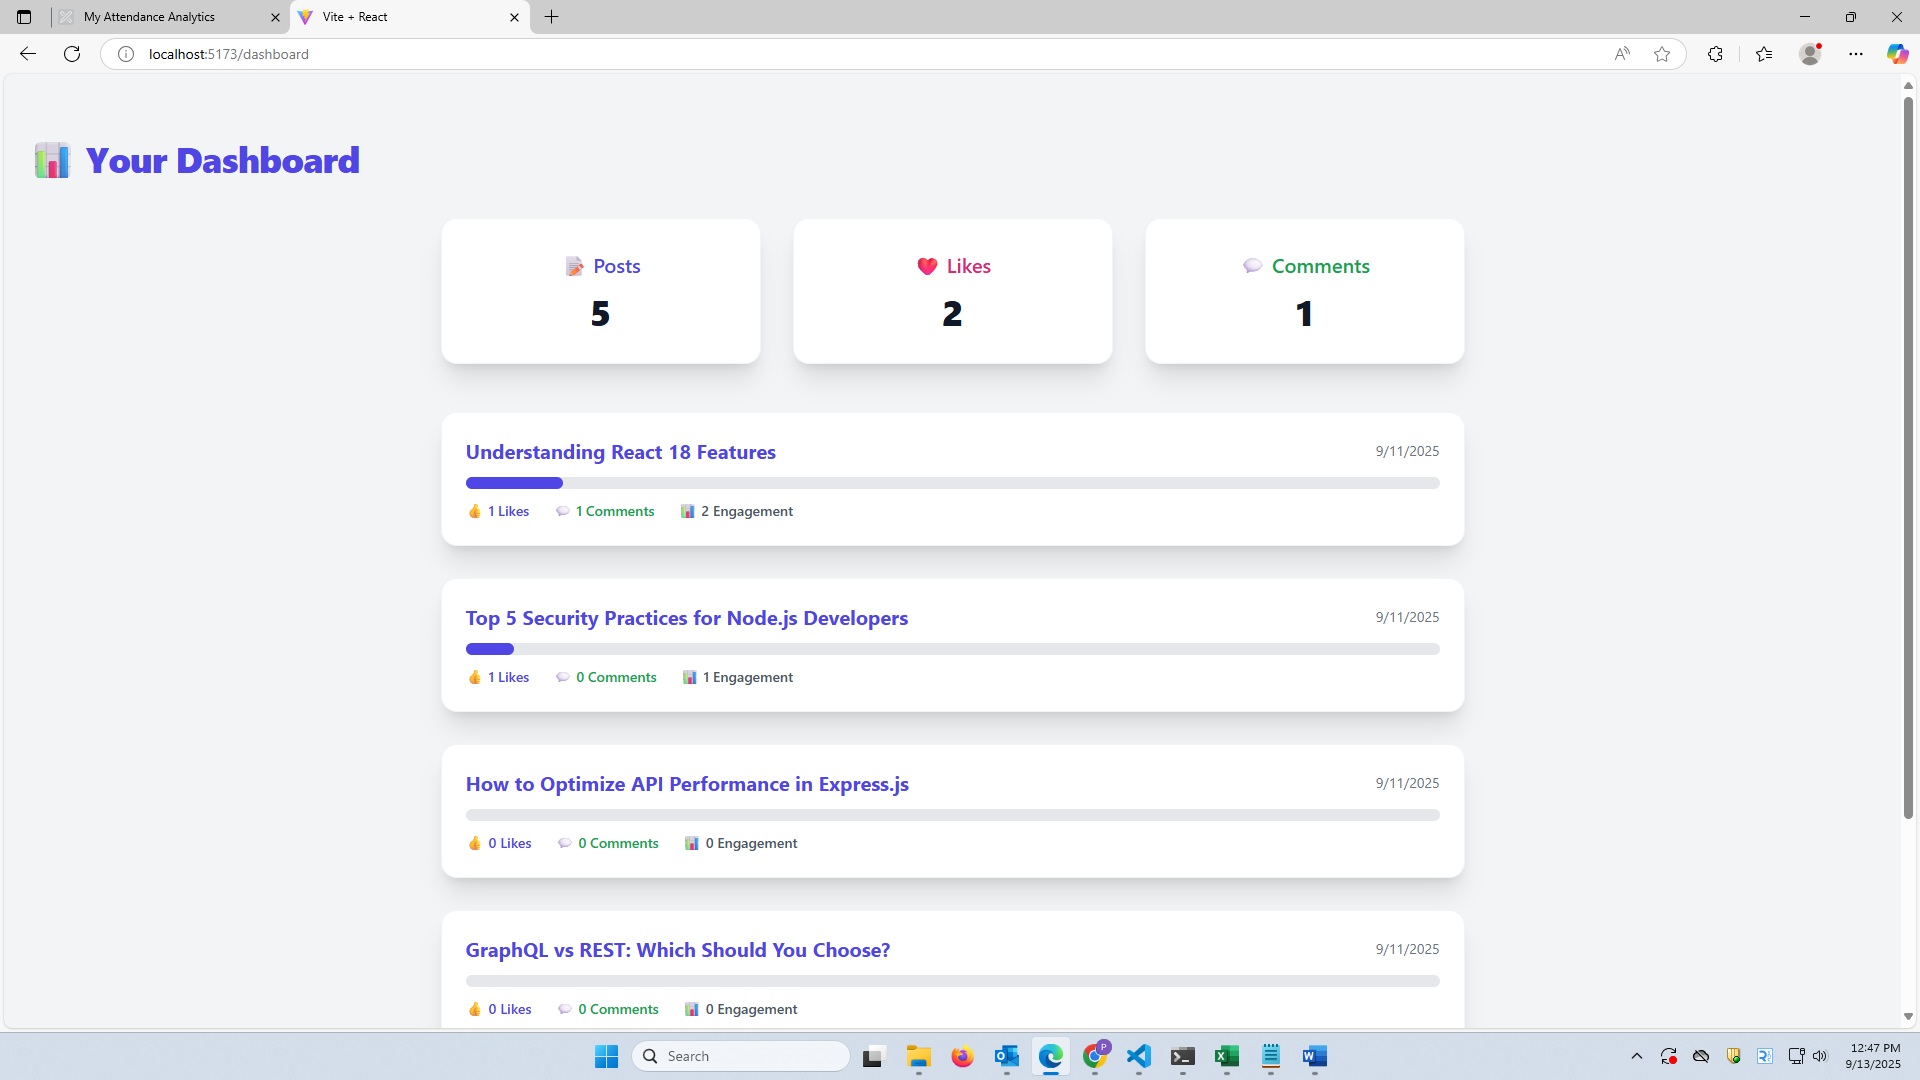 My Attendance Analytics
Vite + React
localhost:5173/dashboard
Your Dashboard
Posts
5
Likes
2
Comments
1
Understanding React 18 Features
9/11/2025
1 Likes
1 Comments
2 Engagement
Top 5 Security Practices for Node.js Developers
9/11/2025
1 Likes
0 Comments
1 Engagement
How to Optimize API Performance in Express.js
9/11/2025
0 Likes
0 Comments
0 Engagement
GraphQL vs REST: Which Should You Choose?
9/11/2025
0 Likes
0 Comments
0 Engagement
Search
P
12:47 PM
9/13/2025